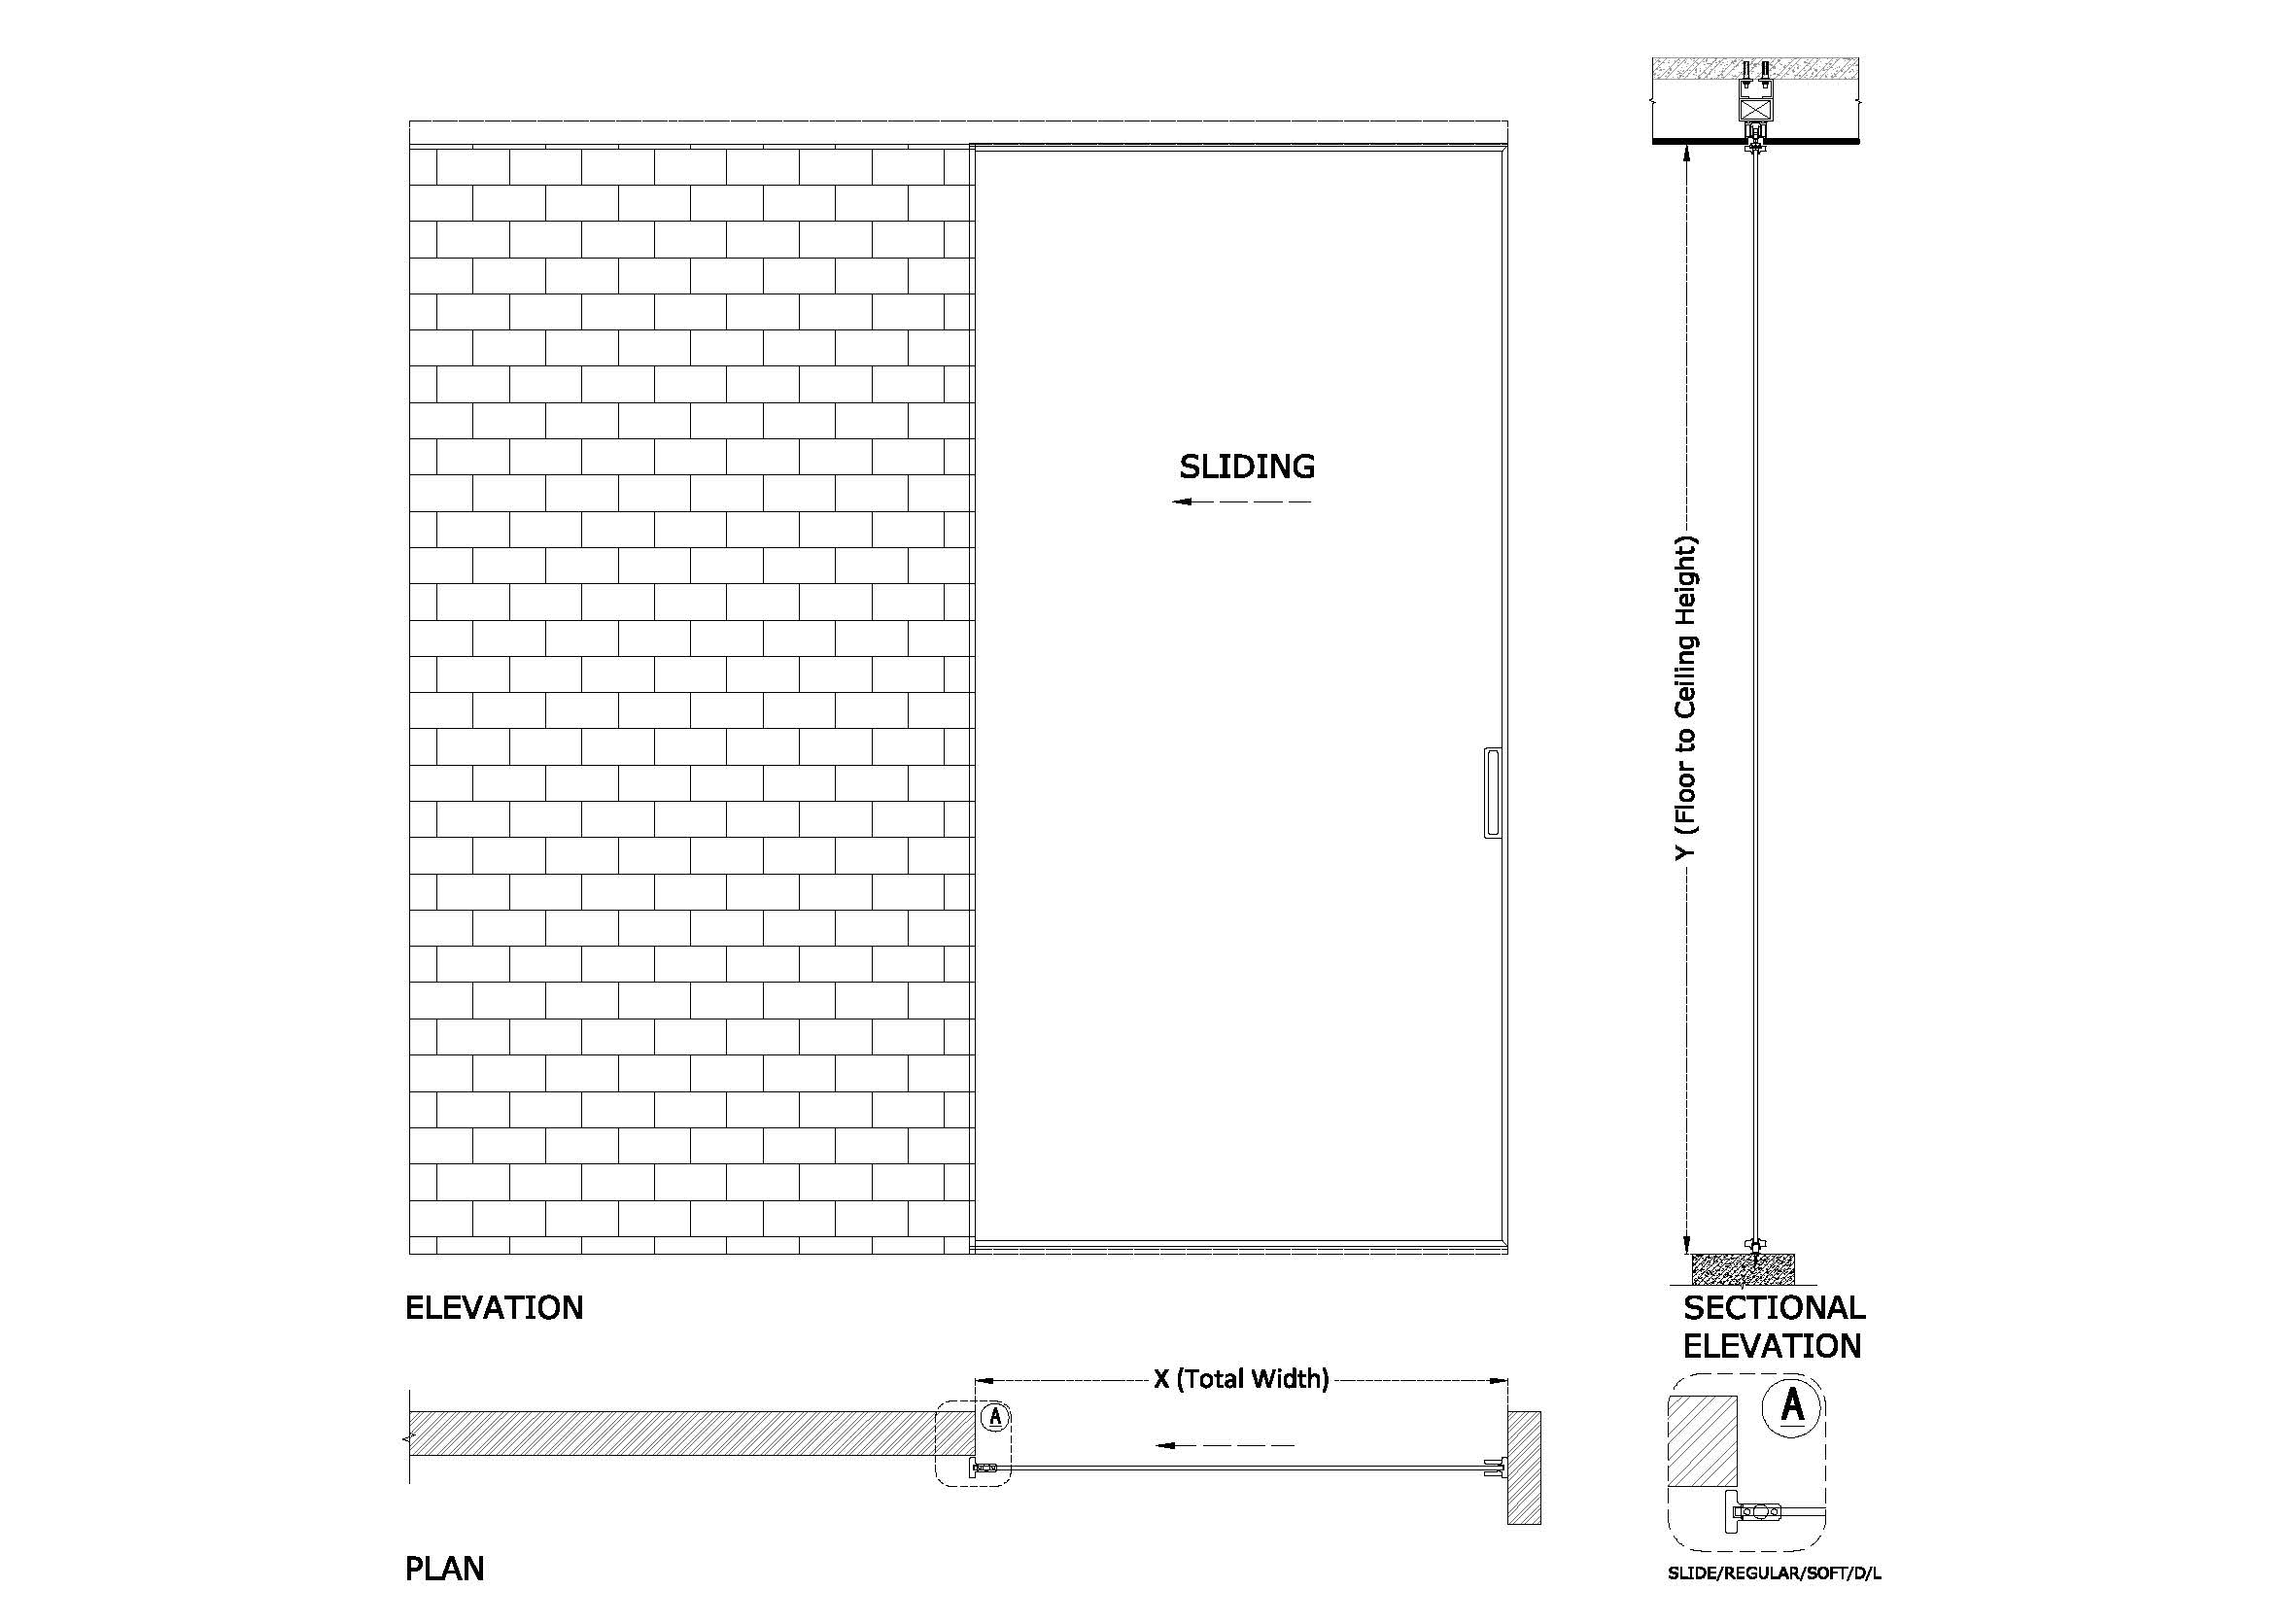 SLIDING
Y (Floor to Ceiling Height)
ELEVATION
SECTIONAL
ELEVATION
X (Total Width)
A
A
PLAN
SLIDE/REGULAR/SOFT/D/L